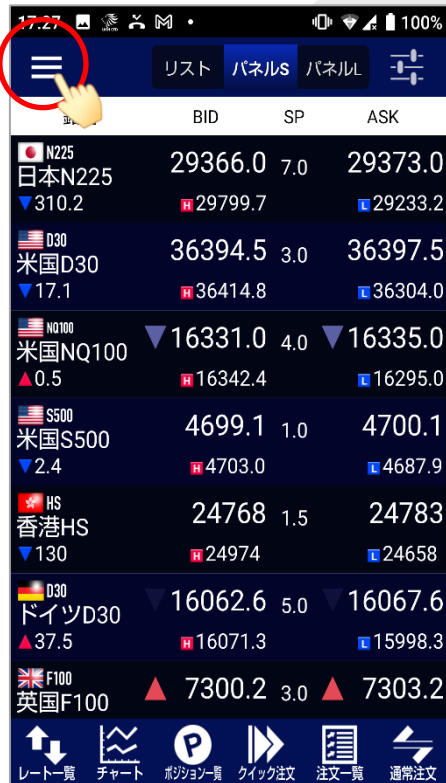 17:27 100%
リスト パネルS パネルL
BID SP ASK
N225
日本N225 29366.0 7.0 29373.0
▼310.2 H 29799.7 L 29233.2
D30
米国D30 36394.5 3.0 36397.5
▼17.1 H 36414.8 L 36304.0
NQ100
米国NQ100 ▼16331.0 4.0 ▼16335.0
▲0.5 H 16342.4 L 16295.0
S500
米国S500 4699.1 1.0 4700.1
▼2.4 H 4703.0 L 4687.9
HS
香港HS 24768 1.5 24783
▼130 H 24974 L 24658
D30
ドイツD30 ▼16062.6 5.0 ▼16067.6
▲37.5 H 16071.3 L 15998.3
F100
英国F100 ▲ 7300.2 3.0 ▲ 7303.2
P
レート一覧 チャート ポジション一覧 クイック注文 注文一覧 通常注文